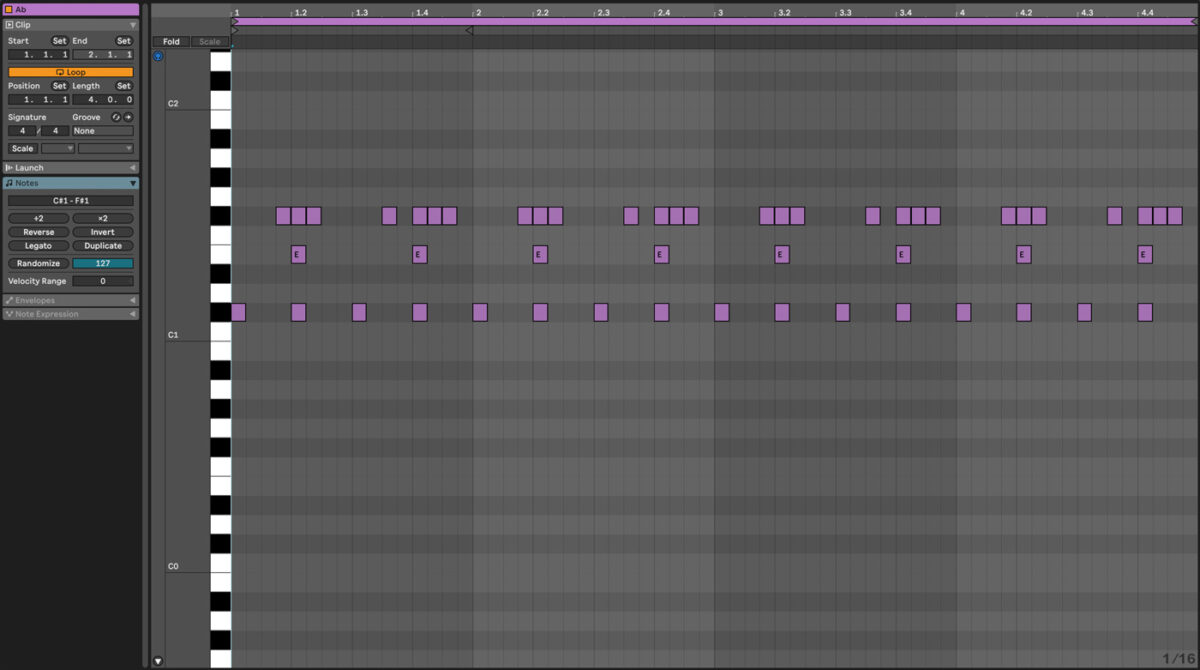 Ab
Clip
Start Set End Set
1. 1. 1 2. 1. 1
Loop
Position Set Length Set
1. 1. 1 4. 0. 0
Signature Groove
4 / 4 None
Scale
Launch
Notes
C#1 - F#1
÷2 ×2
Reverse Invert
Legato Duplicate
Randomize 127
Velocity Range 0
Envelopes
Note Expression
1 1.2 1.3 1.4 2 2.2 2.3 2.4 3 3.2 3.3 3.4 4 4.2 4.3 4.4
Fold Scale
C2
E E E E E E E E
C1
C0
1/16